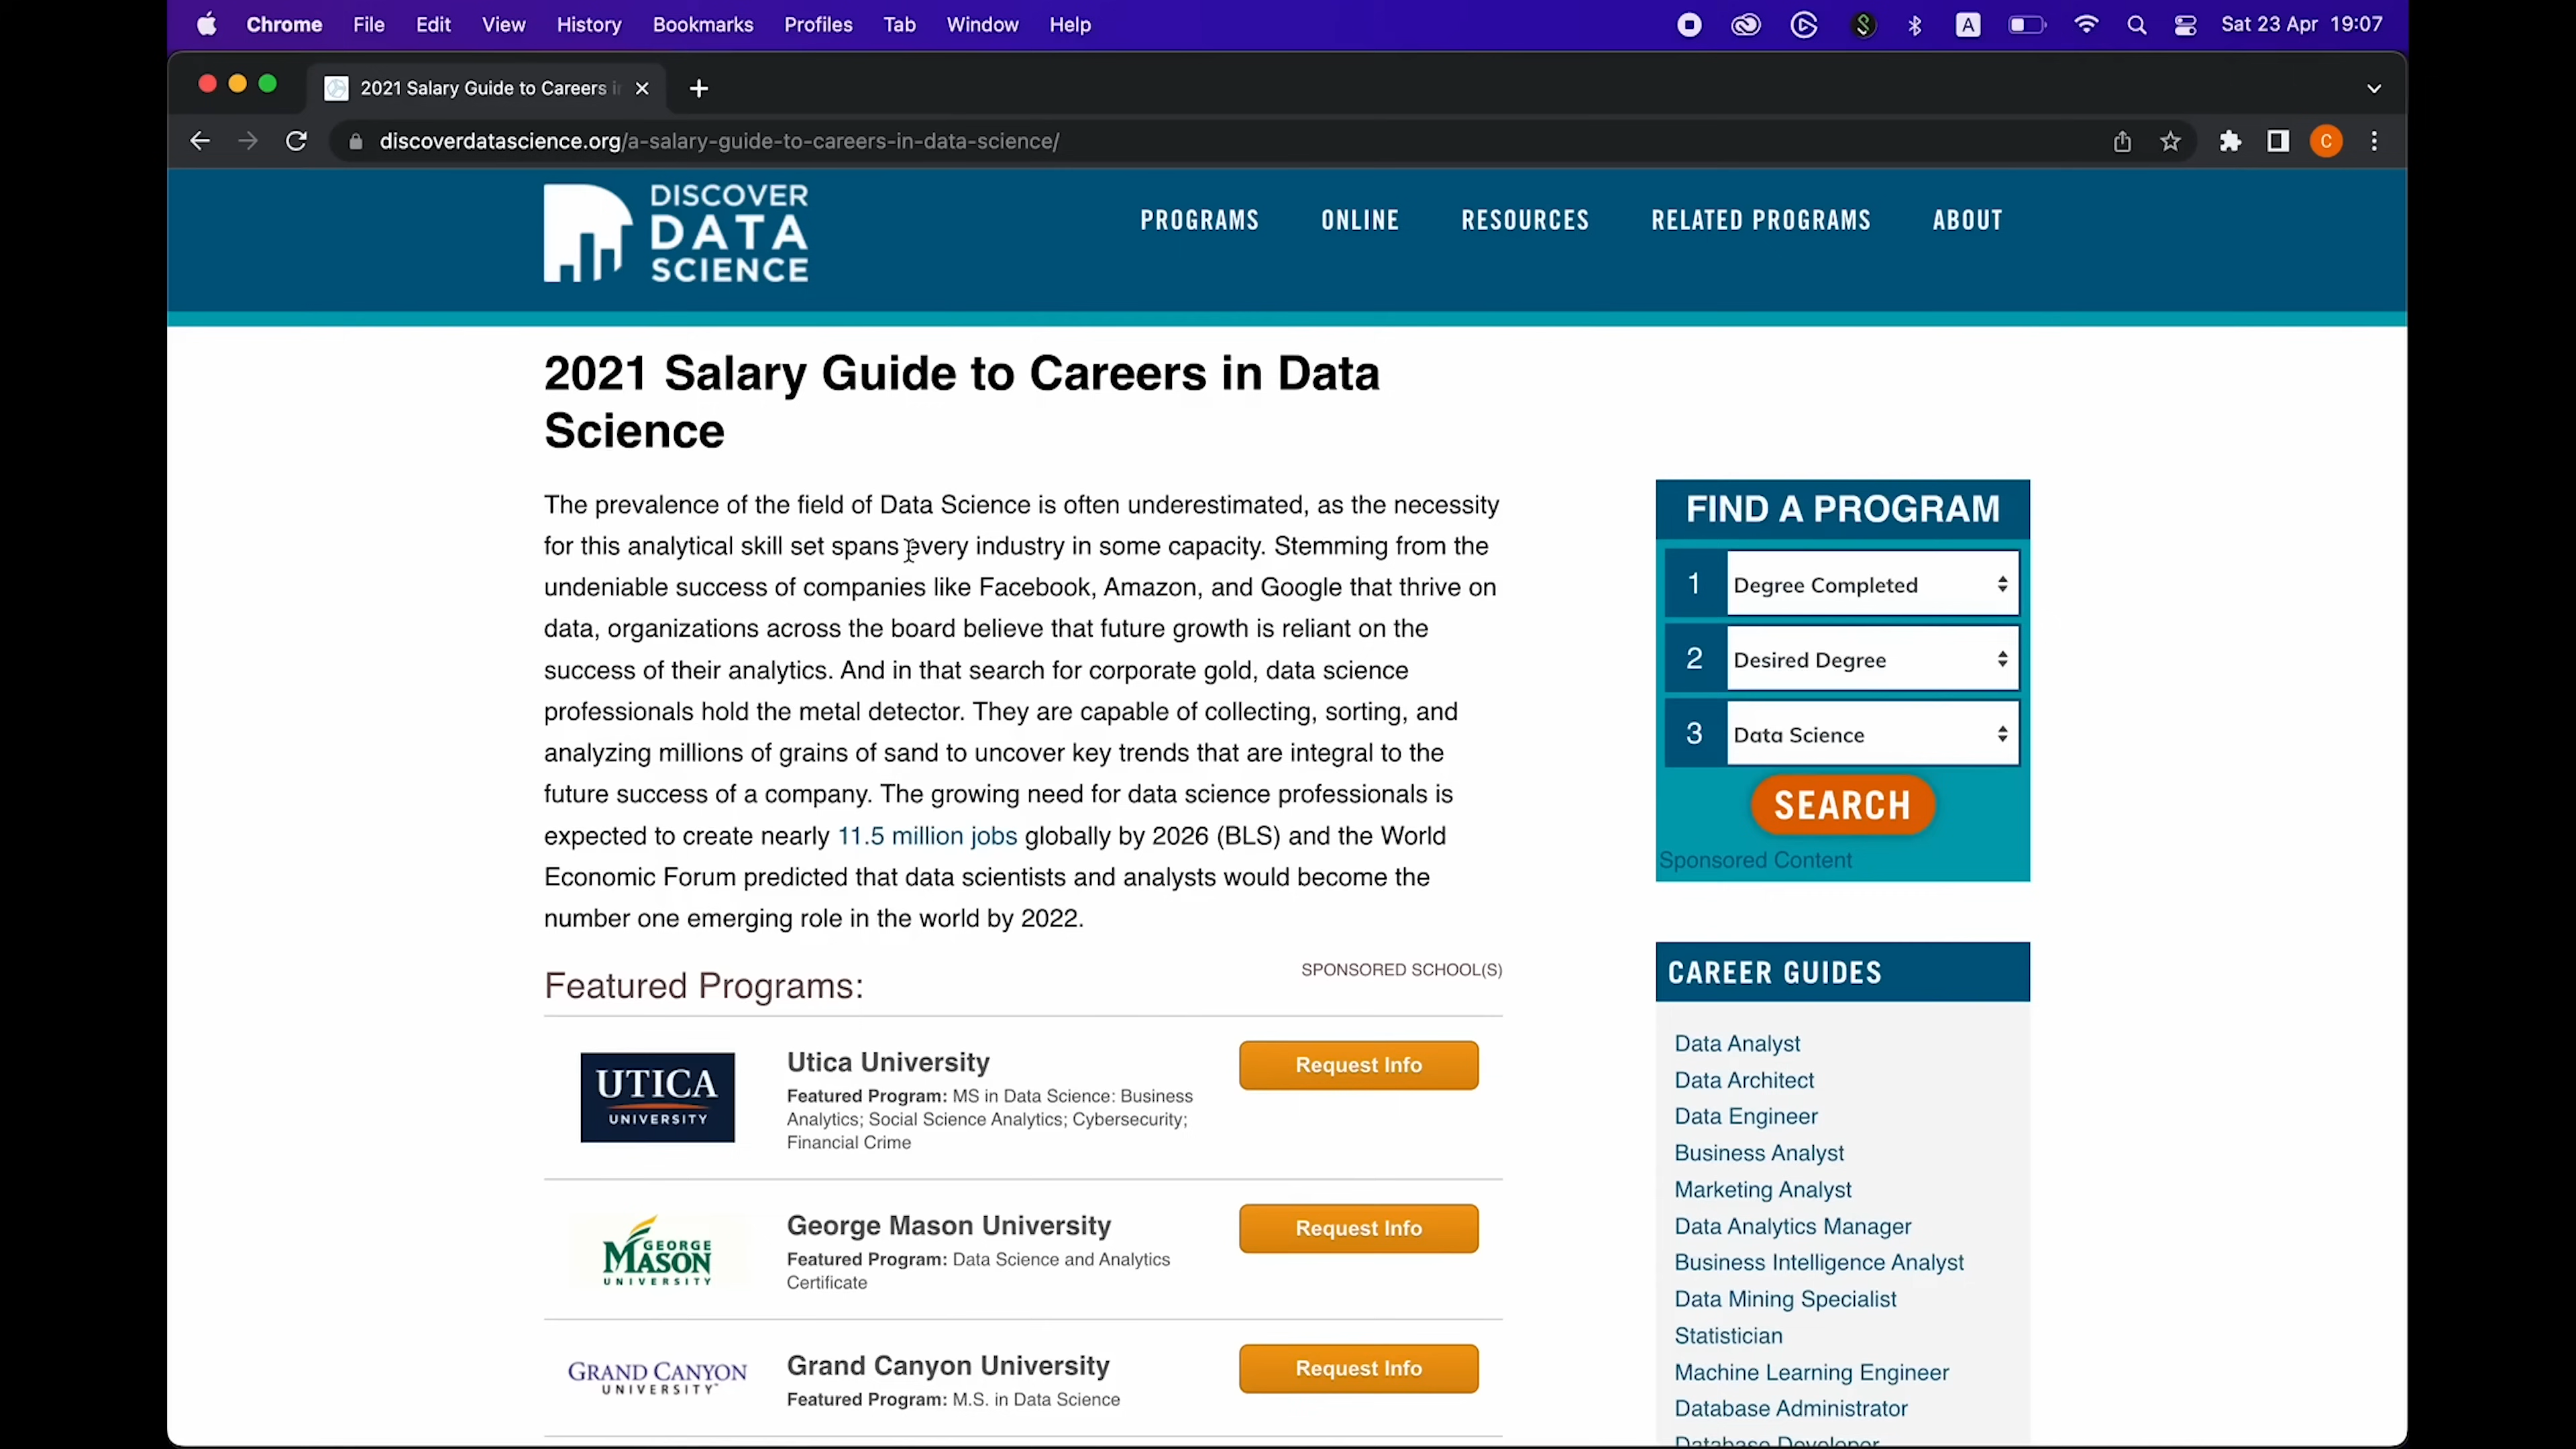 Chrome File Edit View History Bookmarks Profiles Tab Window Help
A
Sat 23 Apr 19:07
2021 Salary Guide to Careers i
discoverdatascience.org/a-salary-guide-to-careers-in-data-science/
C
DISCOVER
DATA
SCIENCE
PROGRAMS ONLINE RESOURCES RELATED PROGRAMS ABOUT
2021 Salary Guide to Careers in Data
Science
The prevalence of the field of Data Science is often underestimated, as the necessity
for this analytical skill set spans every industry in some capacity. Stemming from the
undeniable success of companies like Facebook, Amazon, and Google that thrive on
data, organizations across the board believe that future growth is reliant on the
success of their analytics. And in that search for corporate gold, data science
professionals hold the metal detector. They are capable of collecting, sorting, and
analyzing millions of grains of sand to uncover key trends that are integral to the
future success of a company. The growing need for data science professionals is
expected to create nearly 11.5 million jobs globally by 2026 (BLS) and the World
Economic Forum predicted that data scientists and analysts would become the
number one emerging role in the world by 2022.
Featured Programs:
SPONSORED SCHOOL(S)
UTICA
UNIVERSITY
Utica University
Featured Program: MS in Data Science: Business
Analytics; Social Science Analytics; Cybersecurity;
Financial Crime
Request Info
GEORGE
MASON
UNIVERSITY
George Mason University
Featured Program: Data Science and Analytics
Certificate
Request Info
GRAND CANYON
UNIVERSITY™
Grand Canyon University
Featured Program: M.S. in Data Science
Request Info
FIND A PROGRAM
1 Degree Completed
2 Desired Degree
3 Data Science
SEARCH
Sponsored Content
CAREER GUIDES
Data Analyst
Data Architect
Data Engineer
Business Analyst
Marketing Analyst
Data Analytics Manager
Business Intelligence Analyst
Data Mining Specialist
Statistician
Machine Learning Engineer
Database Administrator
Database Developer